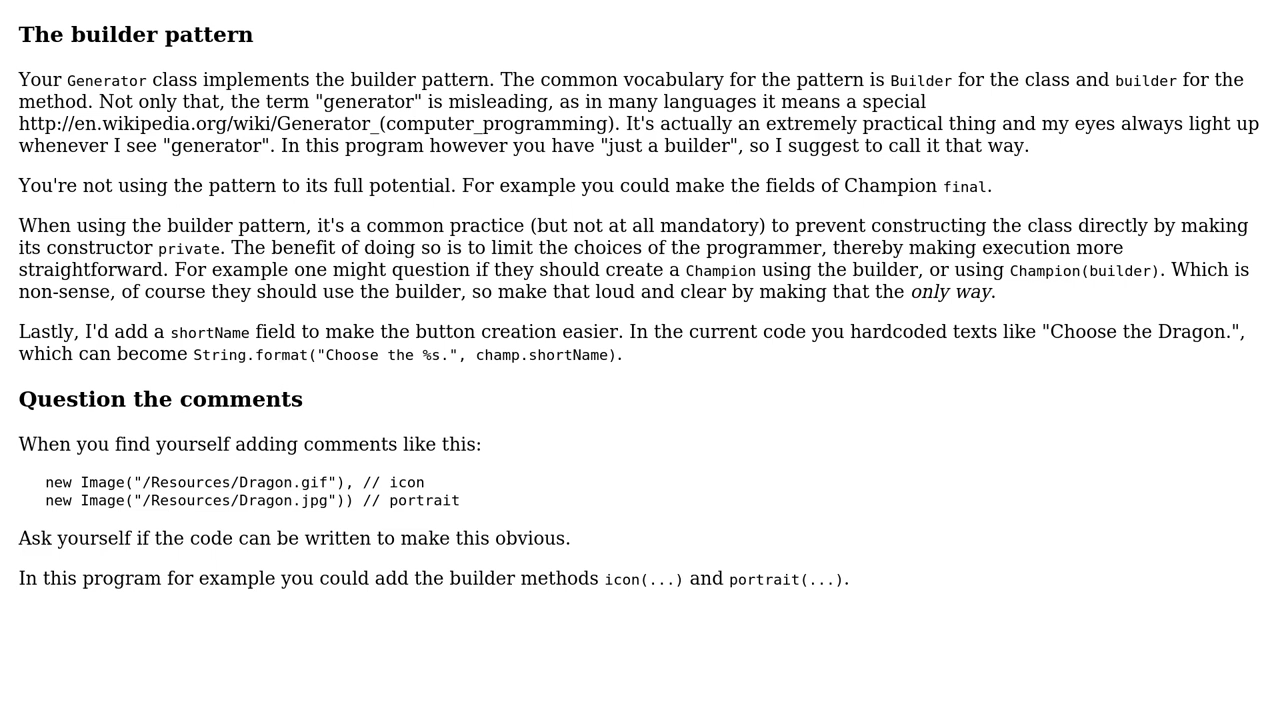 The builder pattern
Your Generator class implements the builder pattern. The common vocabulary for the pattern is Builder for the class and builder for the
method. Not only that, the term "generator" is misleading, as in many languages it means a special
http://en.wikipedia.org/wiki/Generator_(computer_programming). It's actually an extremely practical thing and my eyes always light up
whenever I see "generator". In this program however you have "just a builder", so I suggest to call it that way.
You're not using the pattern to its full potential. For example you could make the fields of Champion final.
When using the builder pattern, it's a common practice (but not at all mandatory) to prevent constructing the class directly by making
its constructor private. The benefit of doing so is to limit the choices of the programmer, thereby making execution more
straightforward. For example one might question if they should create a Champion using the builder, or using Champion(builder). Which is
non-sense, of course they should use the builder, so make that loud and clear by making that the only way.
Lastly, I'd add a shortName field to make the button creation easier. In the current code you hardcoded texts like "Choose the Dragon.",
which can become String.format("Choose the %s.", champ.shortName).
Question the comments
When you find yourself adding comments like this:
new Image("/Resources/Dragon.gif"), // icon
new Image("/Resources/Dragon.jpg")) // portrait
Ask yourself if the code can be written to make this obvious.
In this program for example you could add the builder methods icon(...) and portrait(...).